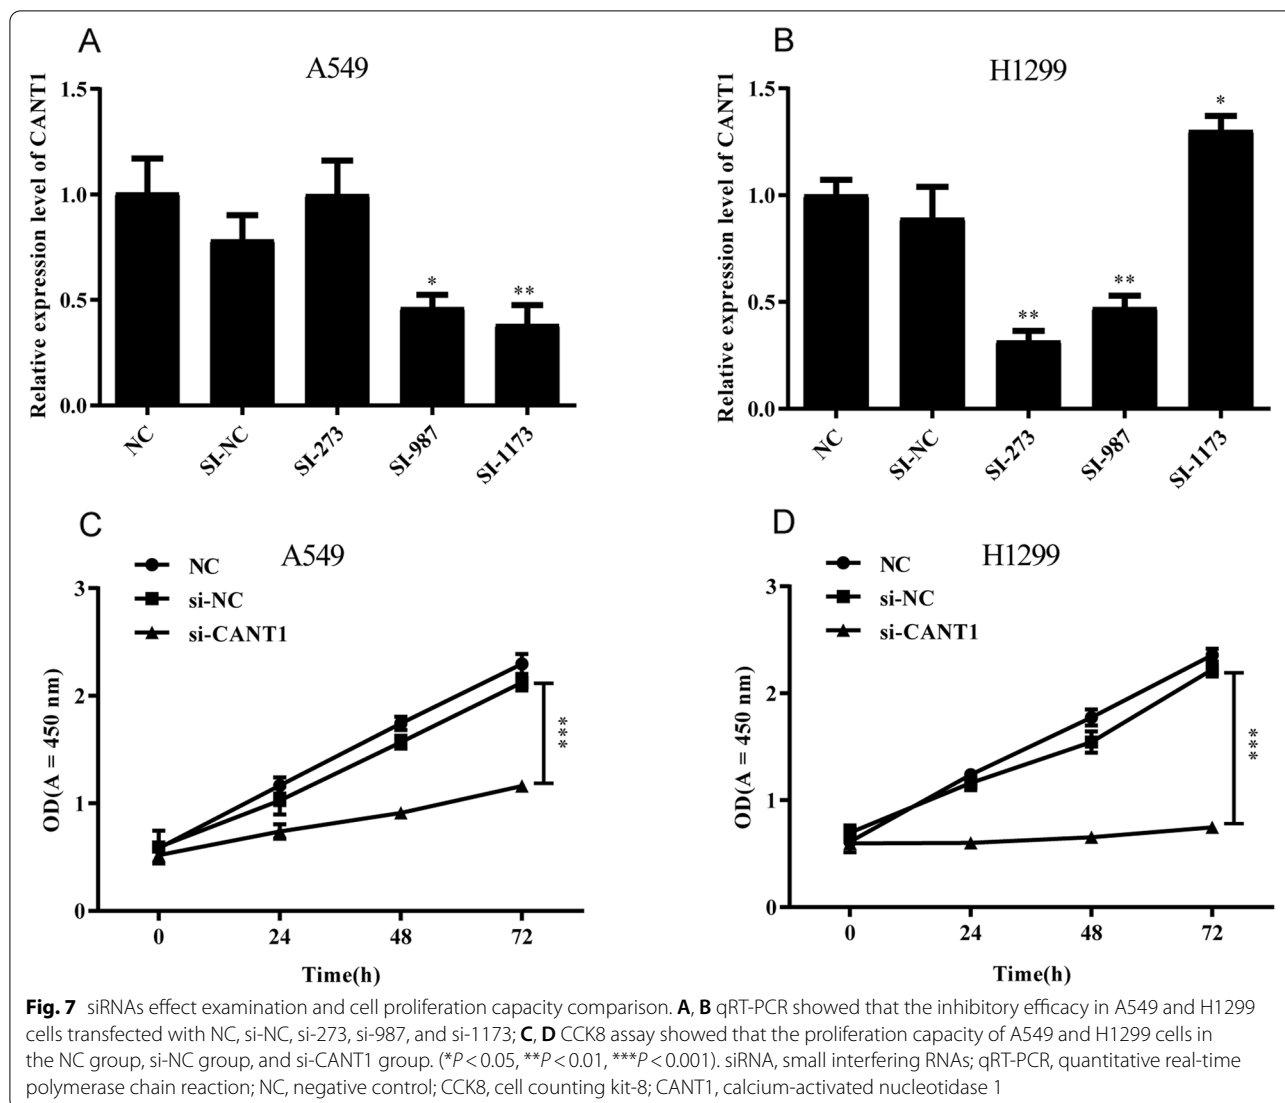 A
A549
Relative expression level of CANT1
1.5
1.0
0.5
0.0
*
**
NC
SI-NC
SI-273
SI-987
SI-1173
B
H1299
Relative expression level of CANT1
1.5
1.0
0.5
0.0
**
**
*
NC
SI-NC
SI-273
SI-987
SI-1173
C
A549
NC
si-NC
si-CANT1
OD(A = 450 nm)
3
2
1
0
***
0 24 48 72
Time(h)
D
H1299
NC
si-NC
si-CANT1
OD(A = 450 nm)
3
2
1
0
***
0 24 48 72
Time(h)
Fig. 7 siRNAs effect examination and cell proliferation capacity comparison. A, B qRT-PCR showed that the inhibitory efficacy in A549 and H1299
cells transfected with NC, si-NC, si-273, si-987, and si-1173; C, D CCK8 assay showed that the proliferation capacity of A549 and H1299 cells in
the NC group, si-NC group, and si-CANT1 group. (*P < 0.05, **P < 0.01, ***P < 0.001). siRNA, small interfering RNAs; qRT-PCR, quantitative real-time
polymerase chain reaction; NC, negative control; CCK8, cell counting kit-8; CANT1, calcium-activated nucleotidase 1